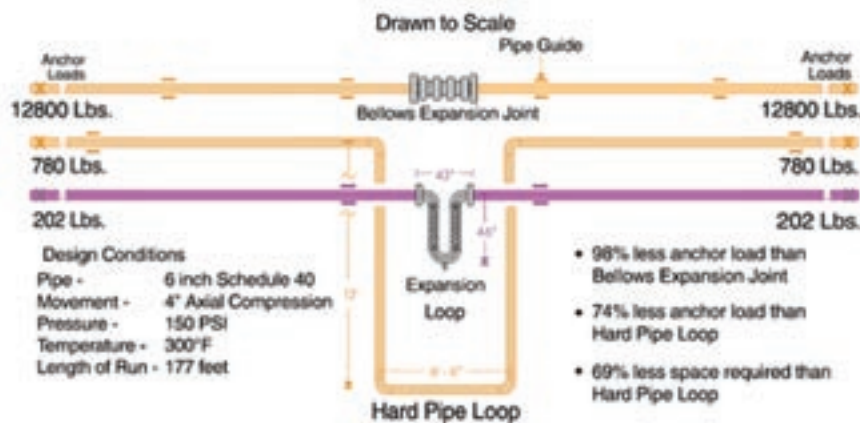 Drawn to Scale
Pipe Guide
Anchor
Loads
Anchor
Loads
12800 Lbs.
Bellows Expansion Joint
12800 Lbs.
780 Lbs.
780 Lbs.
43"
202 Lbs.
202 Lbs.
Design Conditions
Pipe - 6 inch Schedule 40
Movement - 4" Axial Compression
Pressure - 150 PSI
Temperature - 300°F
Length of Run - 177 feet
Expansion
Loop
• 98% less anchor load than
Bellows Expansion Joint
• 74% less anchor load than
Hard Pipe Loop
• 69% less space required than
Hard Pipe Loop
Hard Pipe Loop